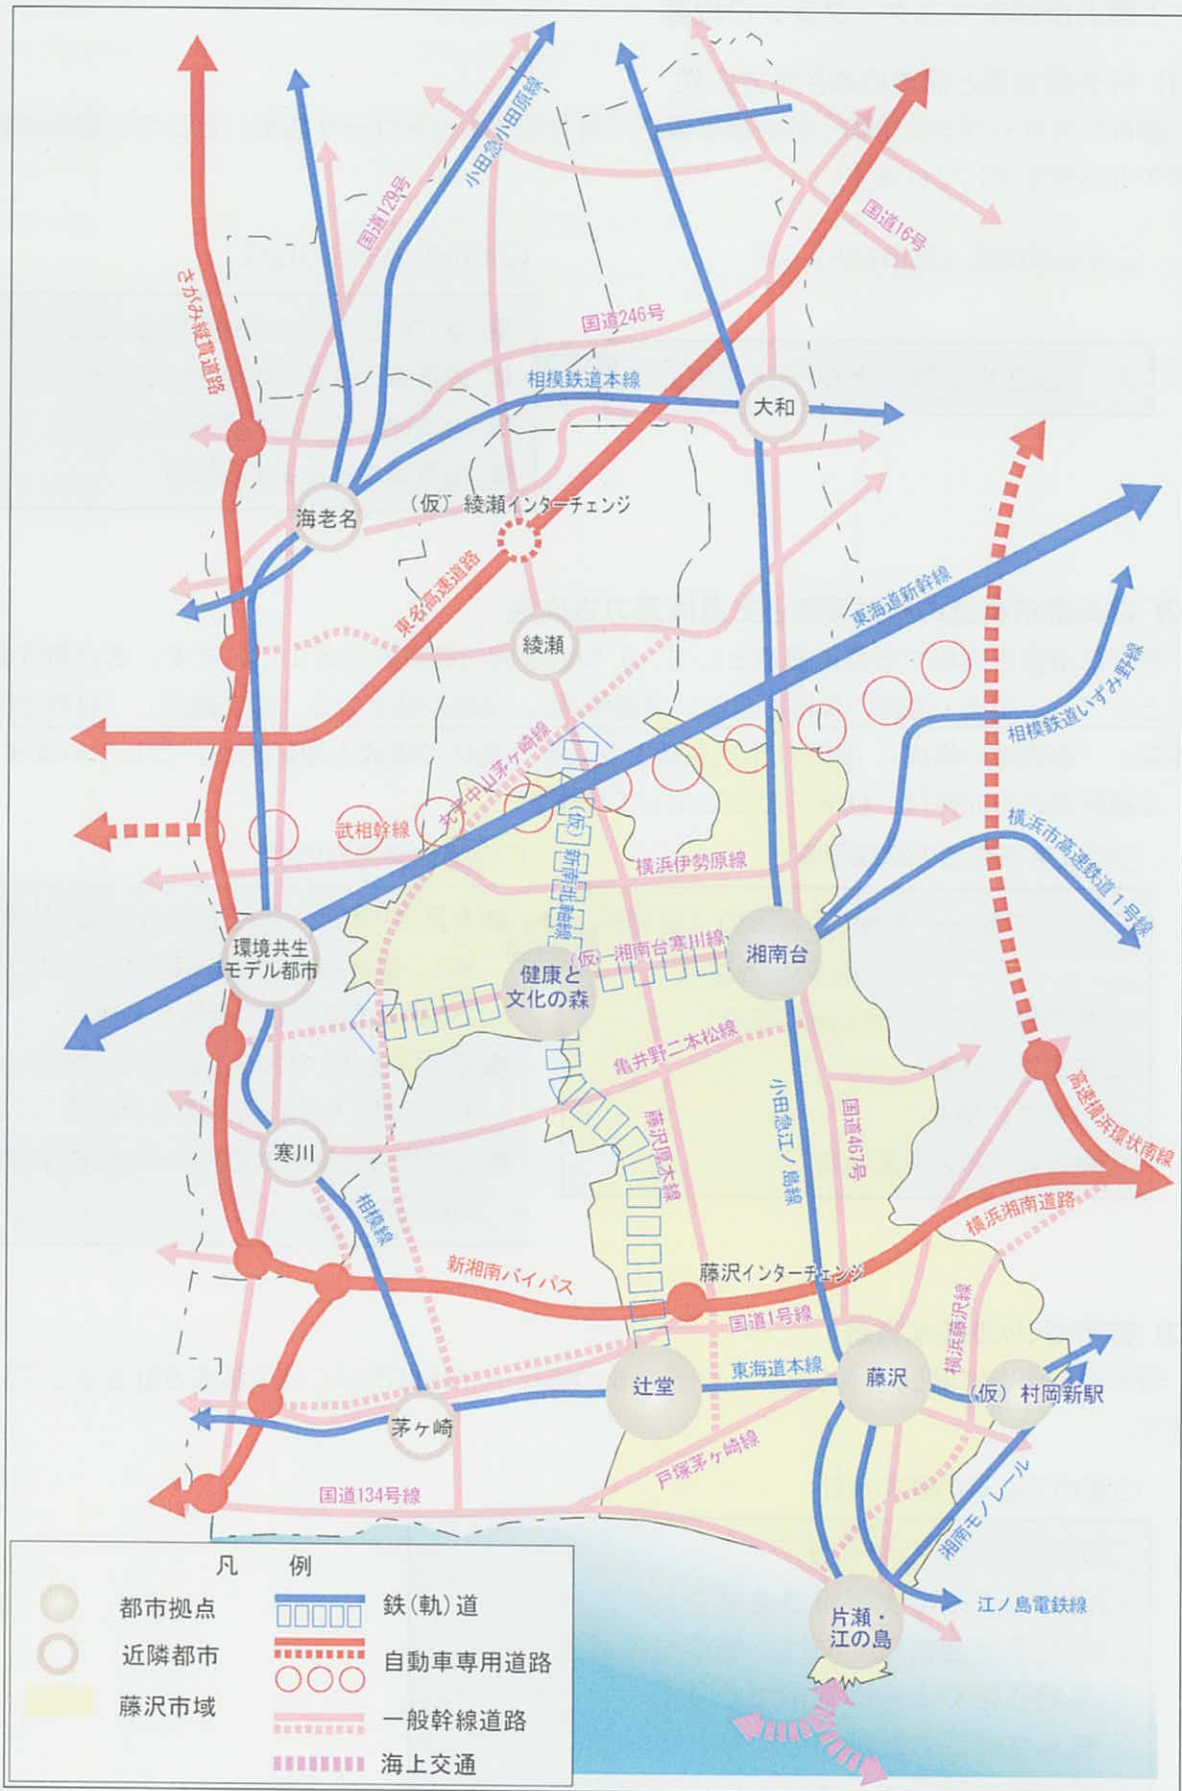 小田急小田原線
国道129号
国道16号
さがみ縦貫道路
国道246号
相模鉄道本線
大和
海老名
(仮) 綾瀬インターチェンジ
東名高速道路
東海道新幹線
綾瀬
相模鉄道いずみ野線
丸子中山茅ヶ崎線
武相幹線
(仮) 新南北軸線
横浜伊勢原線
横浜市高速鉄道1号線
環境共生
モデル都市
健康と
文化の森
(仮)湘南台寒川線
湘南台
亀井野二本松線
藤沢厚木線
小田急江ノ島線
国道467号
高速横浜環状南線
寒川
相模線
横浜湘南道路
新湘南バイパス
藤沢インターチェンジ
国道1号線
横浜藤沢線
辻堂
東海道本線
藤沢
(仮) 村岡新駅
茅ヶ崎
戸塚茅ヶ崎線
国道134号線
湘南モノレール
江ノ島電鉄線
片瀬・
江の島
凡 例
都市拠点
近隣都市
藤沢市域
鉄(軌)道
自動車専用道路
一般幹線道路
海上交通